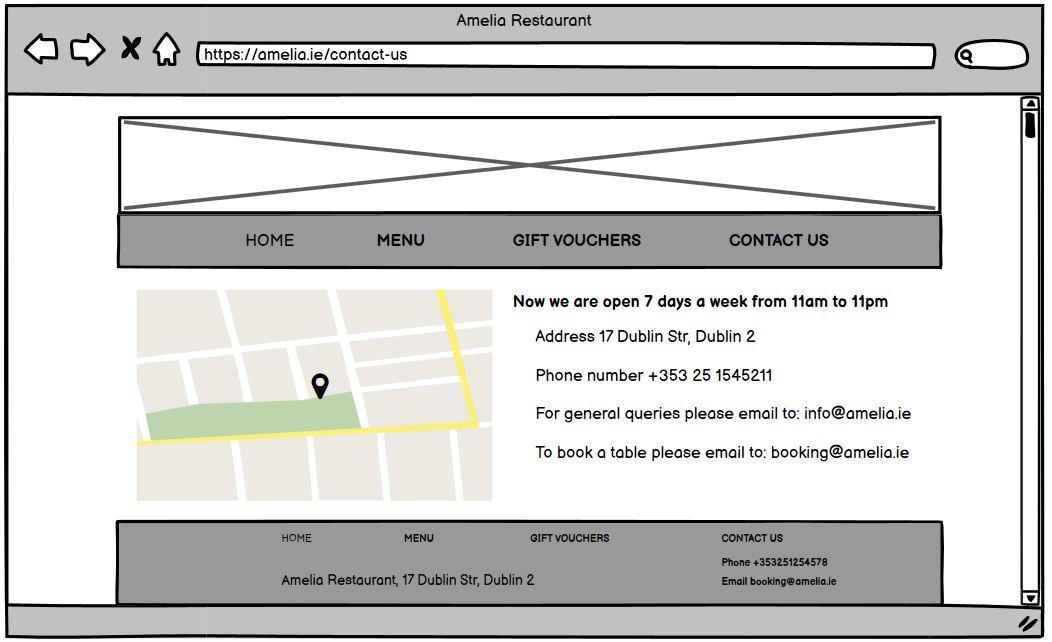 Amelia Restaurant
https://amelia.ie/contact-us
HOME MENU GIFT VOUCHERS CONTACT US
Now we are open 7 days a week from 11am to 11pm
Address 17 Dublin Str, Dublin 2
Phone number +353 25 1545211
For general queries please email to: info@amelia.ie
To book a table please email to: booking@amelia.ie
HOME MENU GIFT VOUCHERS CONTACT US
Phone +353251254578
Amelia Restaurant, 17 Dublin Str, Dublin 2
Email booking@amelia.ie